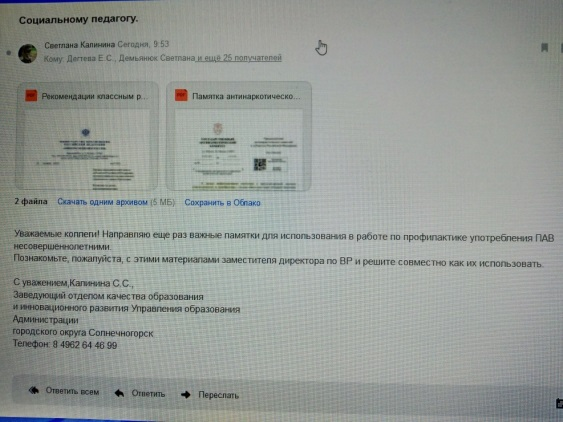 Социальному педагогу.
Светлана Калинина Сегодня, 9:53
Кому: Дегтева Е.С., Демьянюк Светлана и ещё 25 получателей
Рекомендации классным р...
Памятка антинаркотическо...
2 файла Скачать одним архивом (5 МБ) Сохранить в Облако
Уважаемые коллеги! Направляю еще раз важные памятки для использования в работе по профилактике употребления ПАВ
несовершеннолетними.
Познакомьте, пожалуйста, с этими материалами заместителя директора по ВР и решите совместно как их использовать.
С уважением,Калинина С.С.,
Заведующий отделом качества образования
и инновационного развития Управления образования
Администрации
городского округа Солнечногорск
Телефон: 8 4962 64 46 99
Ответить всем Ответить Переслать